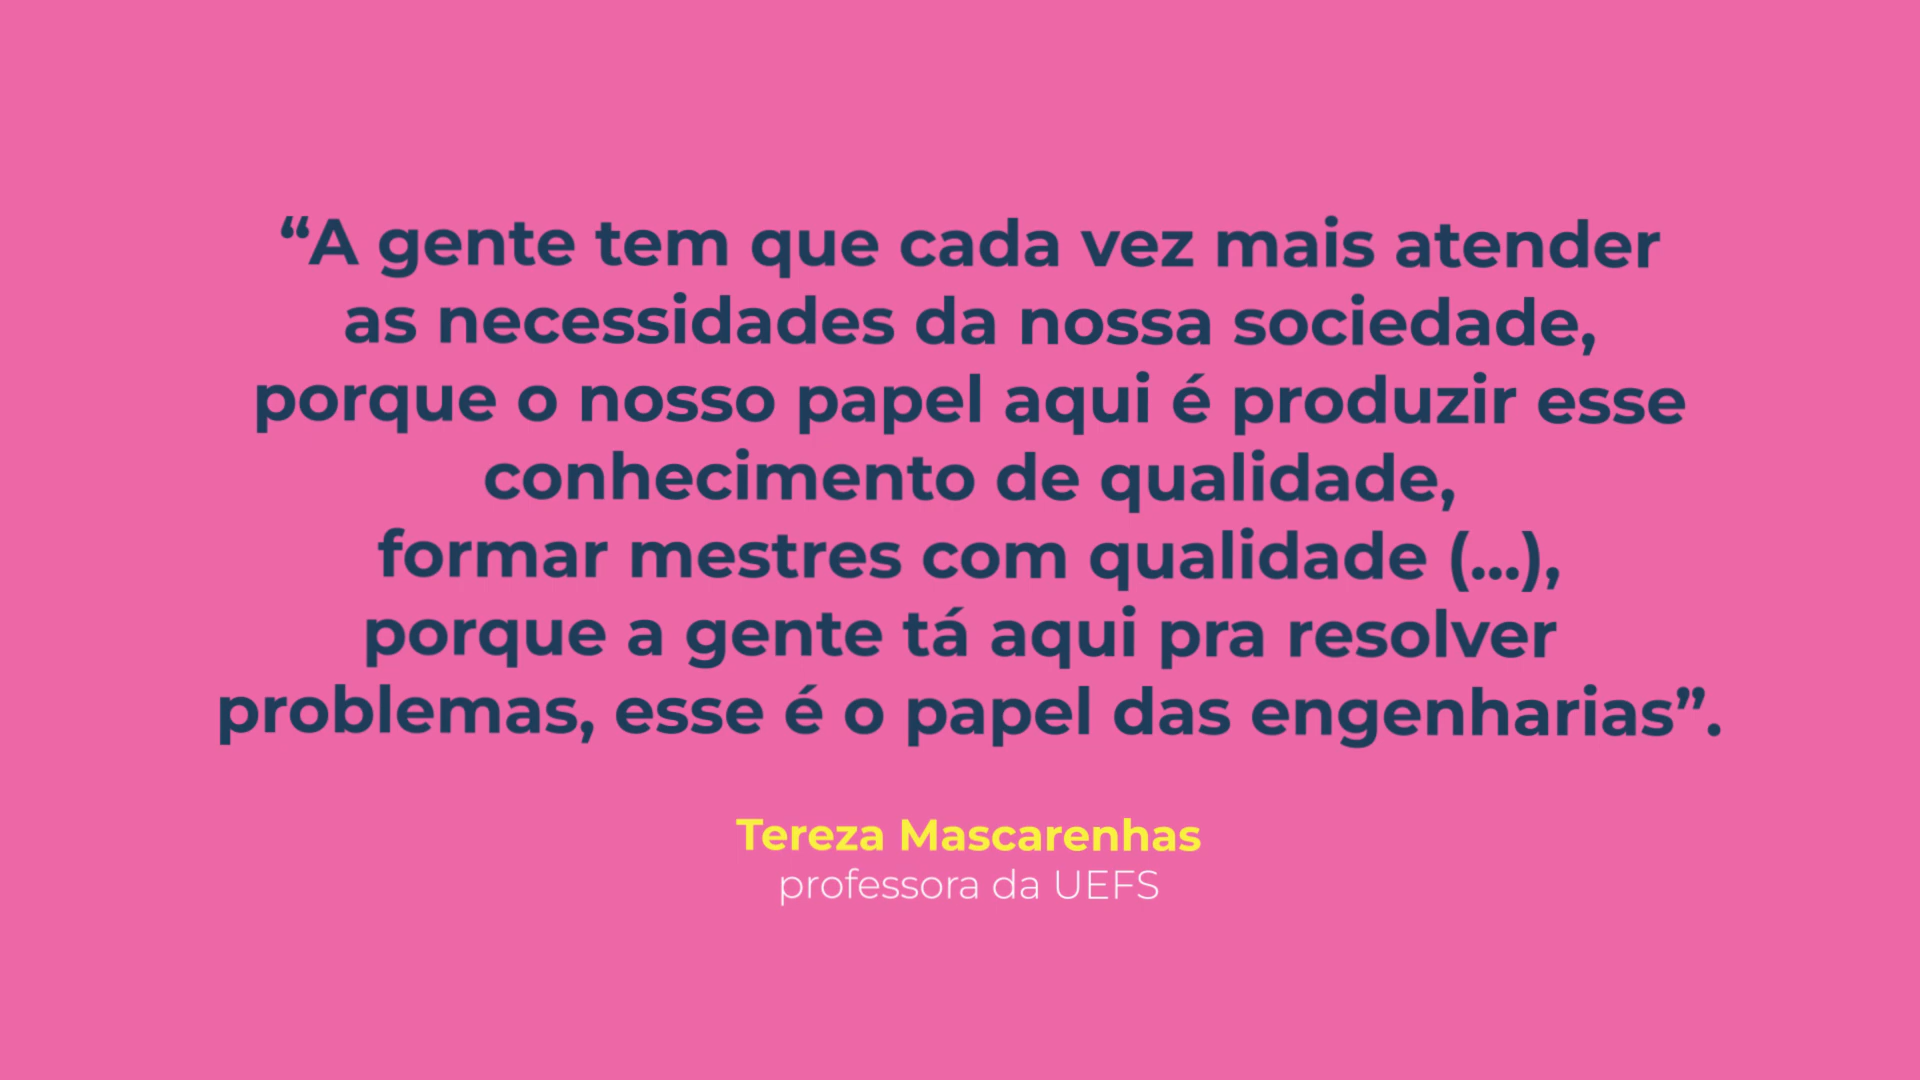 “A gente tem que cada vez mais atender
as necessidades da nossa sociedade,
porque o nosso papel aqui é produzir esse
conhecimento de qualidade,
formar mestres com qualidade (...),
porque a gente tá aqui pra resolver
problemas, esse é o papel das engenharias”.
Tereza Mascarenhas
professora da UEFS